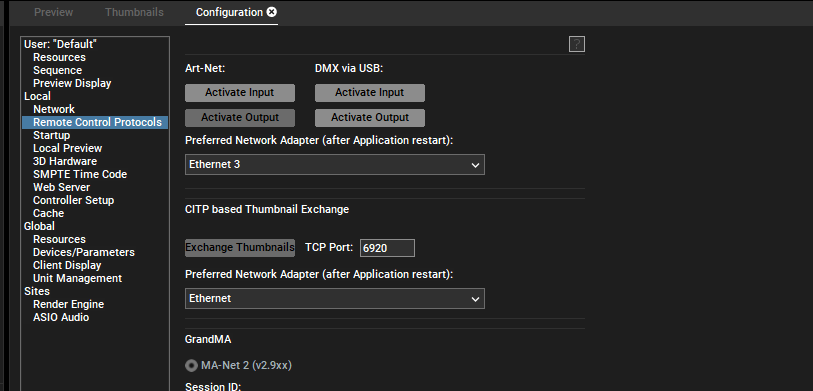 Preview Thumbnails Configuration
User: "Default"
Resources
Sequence
Preview Display
Local
Network
Remote Control Protocols
Startup
Local Preview
3D Hardware
SMPTE Time Code
Web Server
Controller Setup
Cache
Global
Resources
Devices/Parameters
Client Display
Unit Management
Sites
Render Engine
ASIO Audio
?
Art-Net: DMX via USB:
Activate Input Activate Input
Activate Output Activate Output
Preferred Network Adapter (after Application restart):
Ethernet 3
CITP based Thumbnail Exchange
Exchange Thumbnails TCP Port: 6920
Preferred Network Adapter (after Application restart):
Ethernet
GrandMA
MA-Net 2 (v2.9xx)
Session ID: